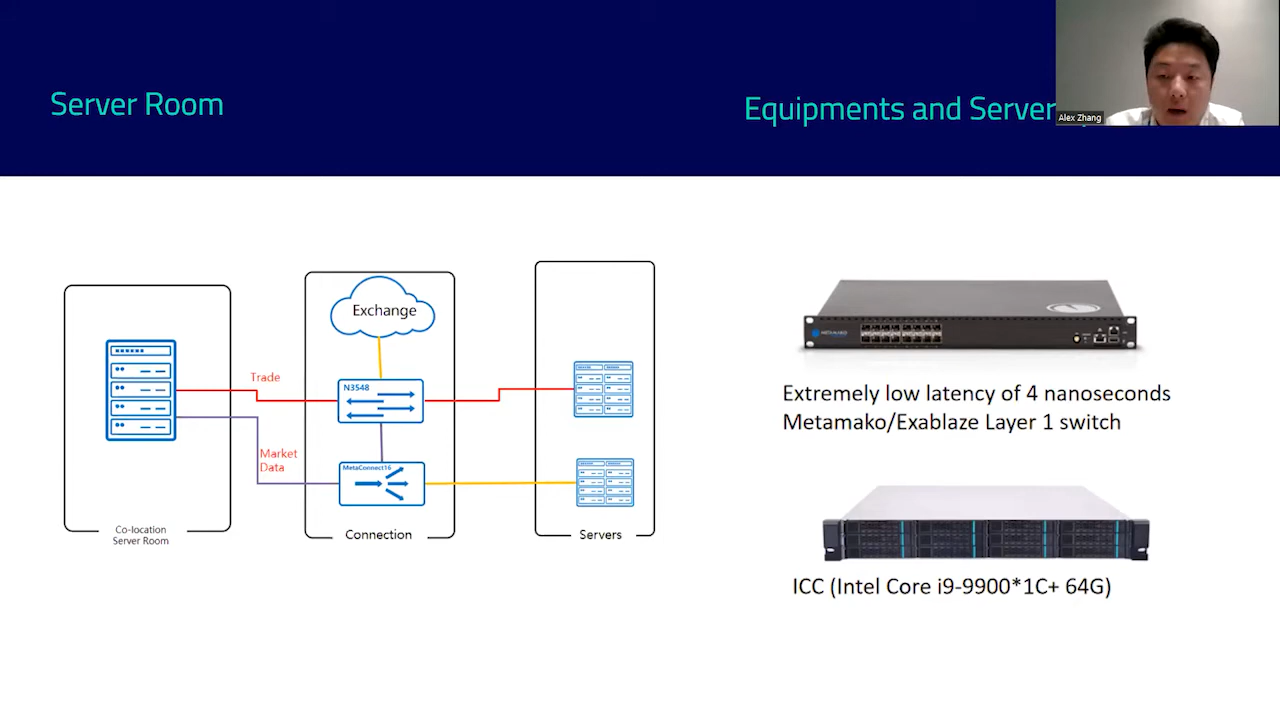 Server Room
Equipments and Server
Alex Zhang
Exchange
Trade
N3548
Market
Data
MetaConnect16
Co-location
Server Room
Connection
Servers
METAMAKO
Extremely low latency of 4 nanoseconds
Metamako/Exablaze Layer 1 switch
ICC (Intel Core i9-9900*1C+ 64G)